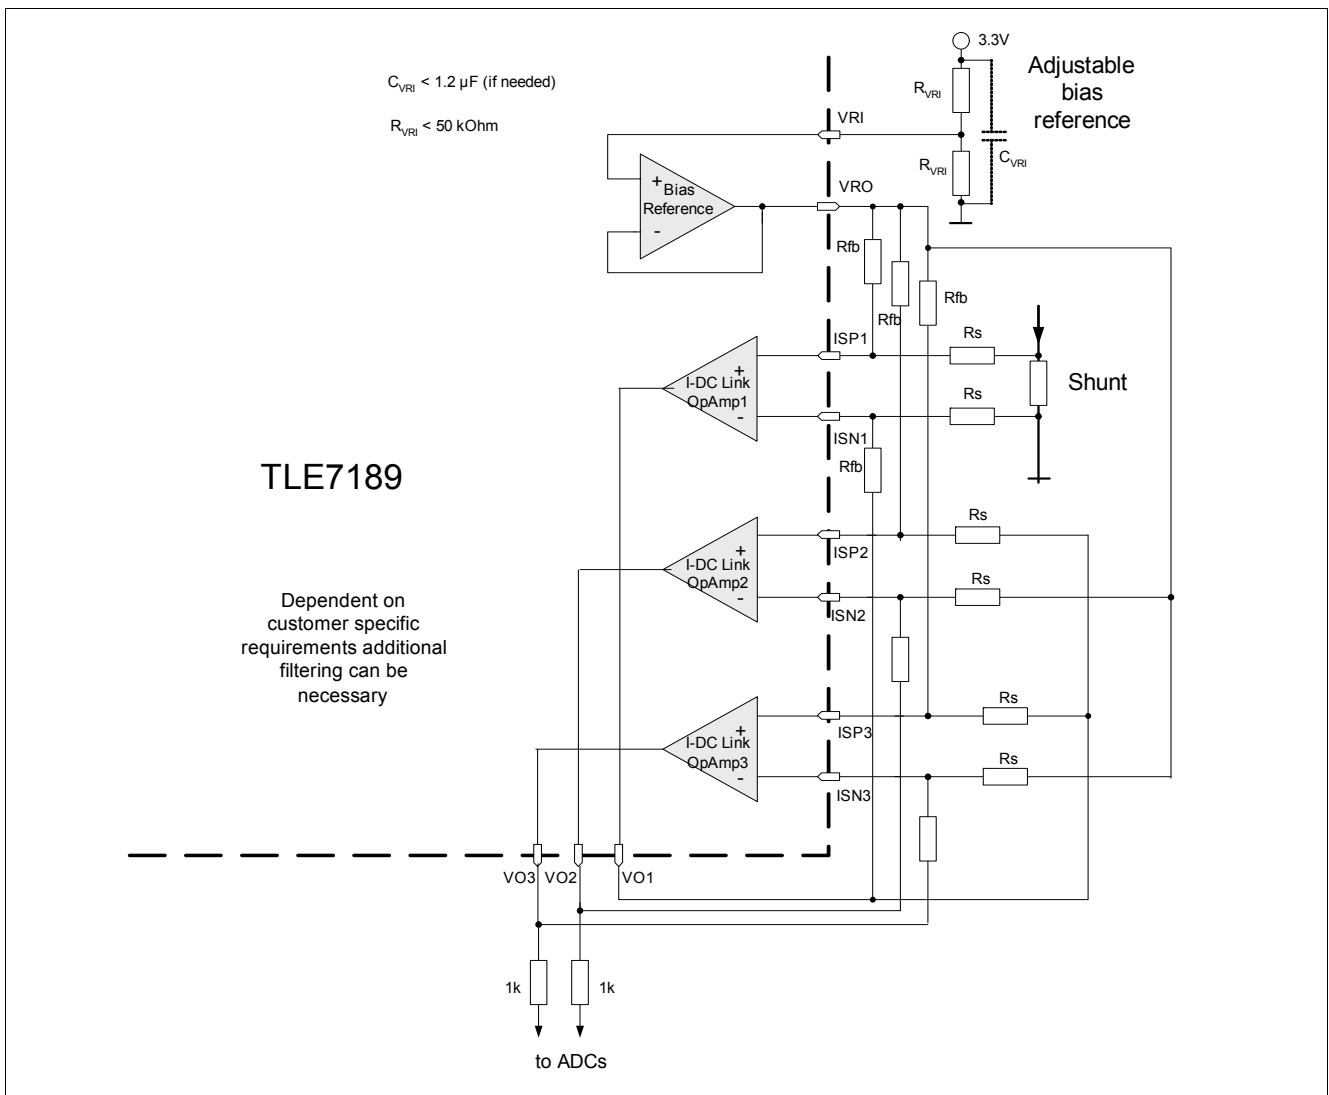 3.3V
Adjustable
bias
reference
C_VRI < 1.2 µF (if needed)
R_VRI < 50 kOhm
R_VRI
VRI
R_VRI
C_VRI
VRO
+
Bias
Reference
-
Rfb
Rfb
Rfb
ISP1
Rs
+
I-DC Link
OpAmp1
-
Shunt
Rs
ISN1
Rfb
TLE7189
Rs
ISP2
+
I-DC Link
OpAmp2
-
Rs
ISN2
Dependent on
customer specific
requirements additional
filtering can be
necessary
Rs
ISP3
+
I-DC Link
OpAmp3
-
Rs
ISN3
VO3
VO2
VO1
1k
1k
to ADCs